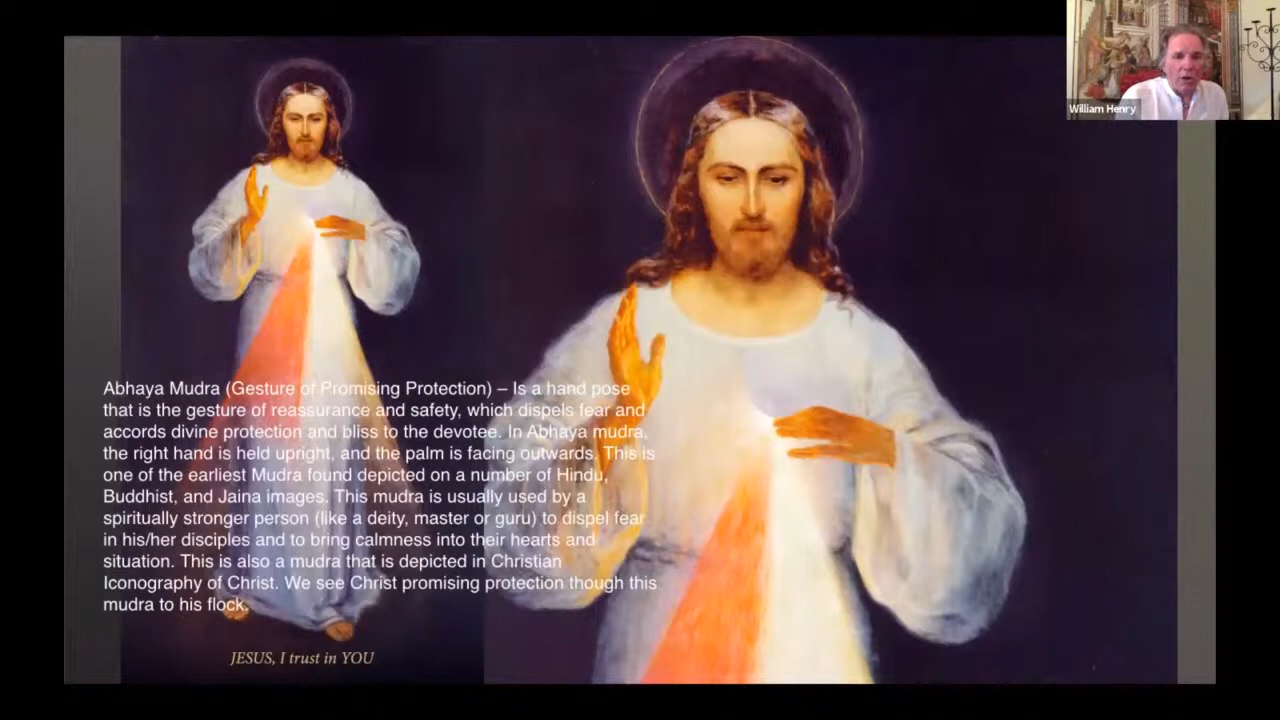 William Henry
Abhaya Mudra (Gesture of Promising Protection) – Is a hand pose
that is the gesture of reassurance and safety, which dispels fear and
accords divine protection and bliss to the devotee. In Abhaya mudra,
the right hand is held upright, and the palm is facing outwards. This is
one of the earliest Mudra found depicted on a number of Hindu,
Buddhist, and Jaina images. This mudra is usually used by a
spiritually stronger person (like a deity, master or guru) to dispel fear
in his/her disciples and to bring calmness into their hearts and
situation. This is also a mudra that is depicted in Christian
Iconography of Christ. We see Christ promising protection though this
mudra to his flock.
JESUS, I trust in YOU